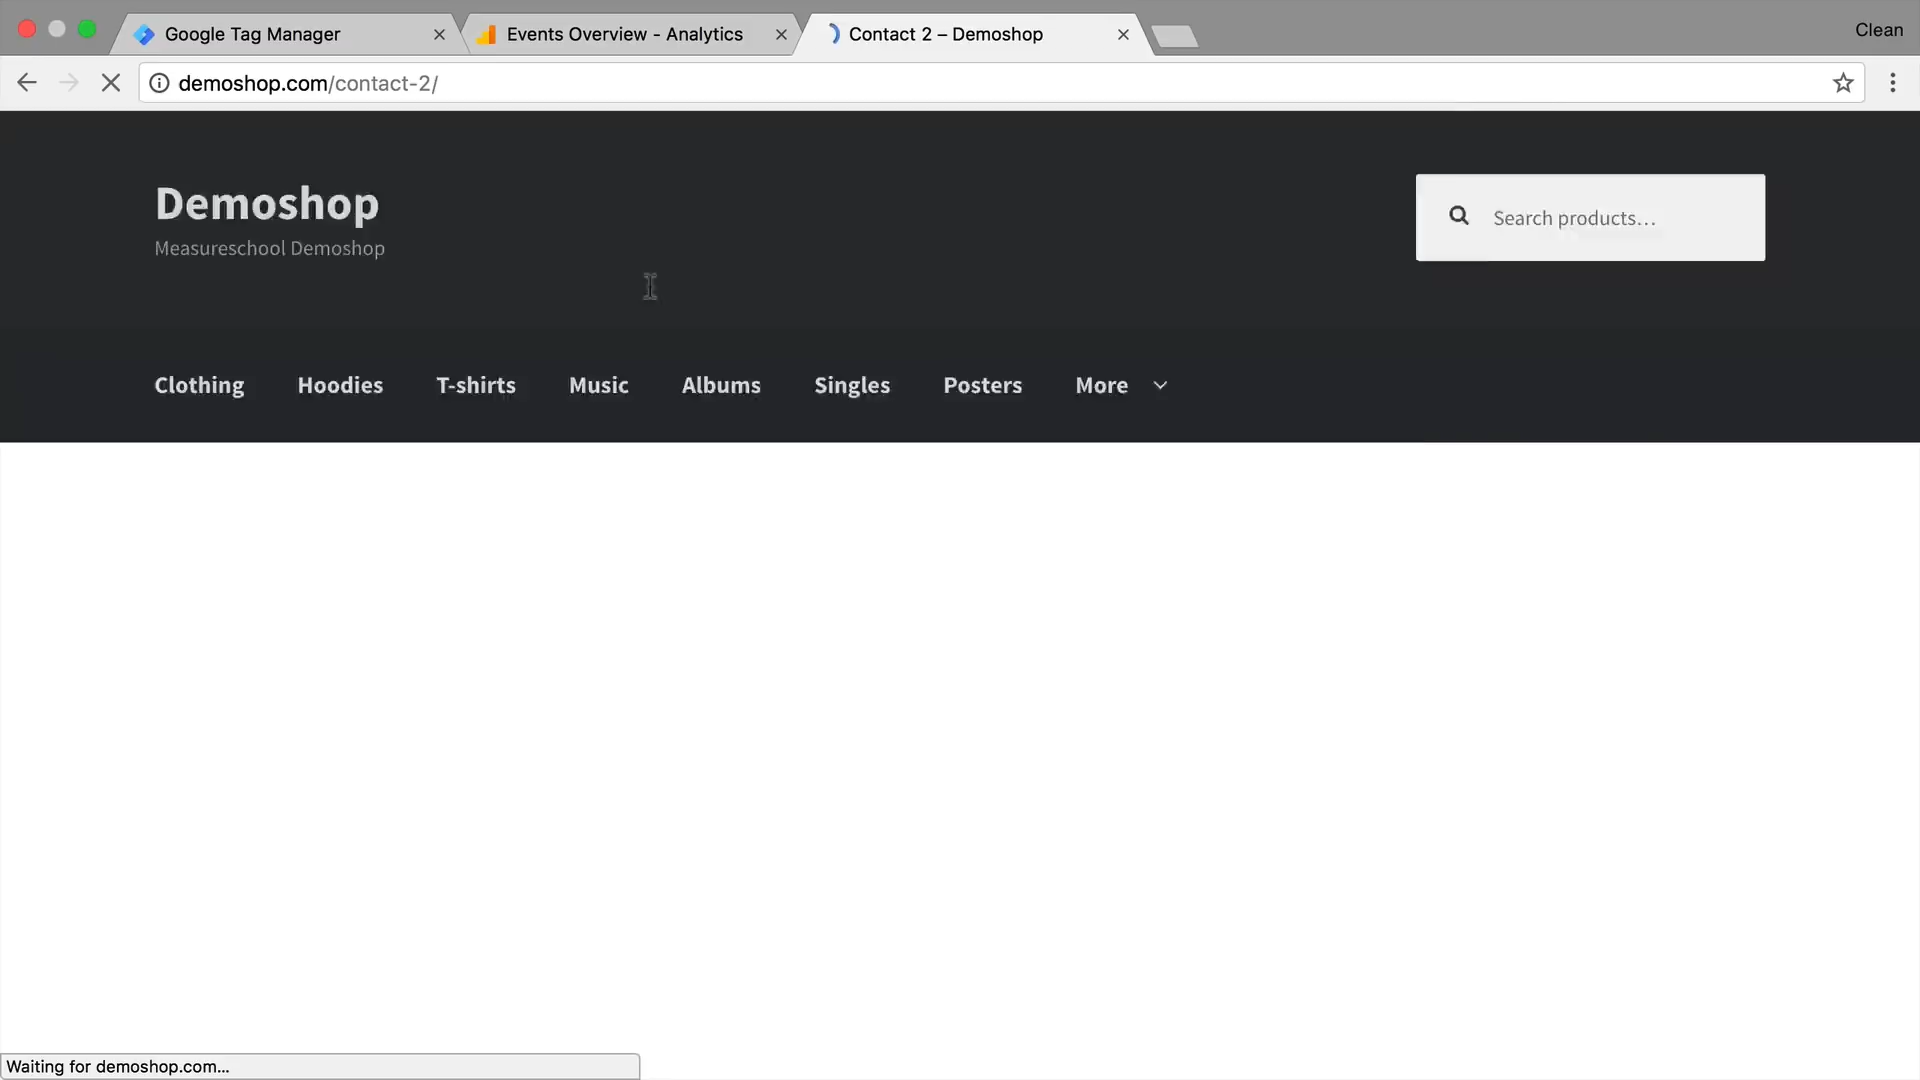 Google Tag Manager
Events Overview - Analytics
Contact 2 – Demoshop
Clean
demoshop.com/contact-2/
Demoshop
Measureschool Demoshop
Search products…
Clothing Hoodies T-shirts Music Albums Singles Posters More
Waiting for demoshop.com...